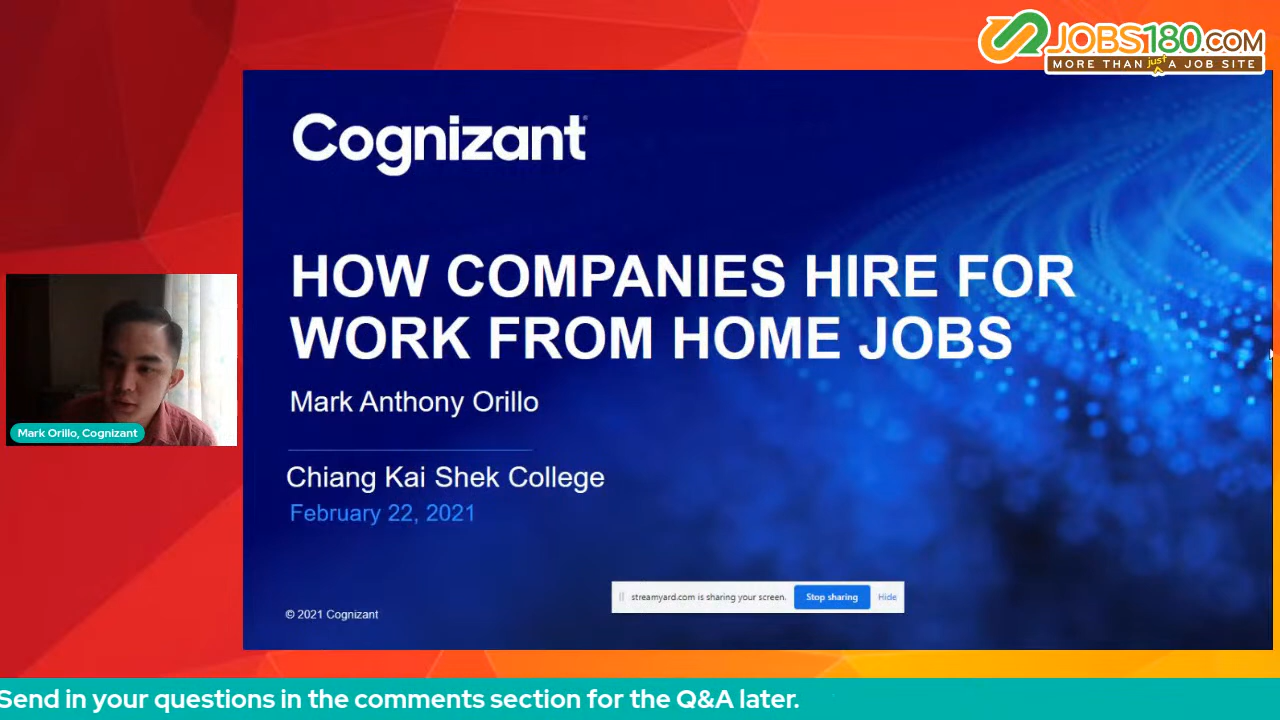 JOBS180.COM
MORE THAN just A JOB SITE
Cognizant
HOW COMPANIES HIRE FOR
WORK FROM HOME JOBS
Mark Anthony Orillo
Mark Orillo, Cognizant
Chiang Kai Shek College
February 22, 2021
streamyard.com is sharing your screen. Stop sharing Hide
© 2021 Cognizant
Send in your questions in the comments section for the Q&A later.